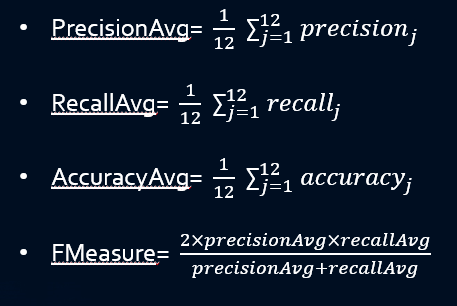 • PrecisionAvg= 1/12 ∑_{j=1}^{12} precision_j
• RecallAvg= 1/12 ∑_{j=1}^{12} recall_j
• AccuracyAvg= 1/12 ∑_{j=1}^{12} accuracy_j
• FMeasure= 2×precisionAvg×recallAvg / precisionAvg+recallAvg